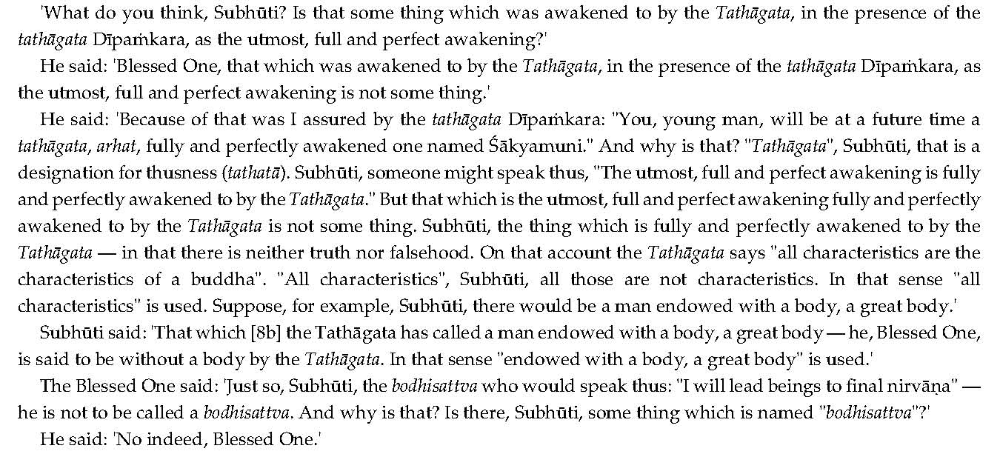 'What do you think, Subhūti? Is that some thing which was awakened to by the Tathāgata, in the presence of the
tathāgata Dīpaṁkara, as the utmost, full and perfect awakening?'
He said: 'Blessed One, that which was awakened to by the Tathāgata, in the presence of the tathāgata Dīpaṁkara, as
the utmost, full and perfect awakening is not some thing.'
He said: 'Because of that was I assured by the tathāgata Dīpaṁkara: "You, young man, will be at a future time a
tathāgata, arhat, fully and perfectly awakened one named Śākyamuni." And why is that? "Tathāgata", Subhūti, that is a
designation for thusness (tathatā). Subhūti, someone might speak thus, "The utmost, full and perfect awakening is fully
and perfectly awakened to by the Tathāgata." But that which is the utmost, full and perfect awakening fully and perfectly
awakened to by the Tathāgata is not some thing. Subhūti, the thing which is fully and perfectly awakened to by the
Tathāgata — in that there is neither truth nor falsehood. On that account the Tathāgata says "all characteristics are the
characteristics of a buddha". "All characteristics", Subhūti, all those are not characteristics. In that sense "all
characteristics" is used. Suppose, for example, Subhūti, there would be a man endowed with a body, a great body.'
Subhūti said: 'That which [8b] the Tathāgata has called a man endowed with a body, a great body — he, Blessed One,
is said to be without a body by the Tathāgata. In that sense "endowed with a body, a great body" is used.'
The Blessed One said: 'Just so, Subhūti, the bodhisattva who would speak thus: "I will lead beings to final nirvāṇa" —
he is not to be called a bodhisattva. And why is that? Is there, Subhūti, some thing which is named "bodhisattva"?'
He said: 'No indeed, Blessed One.'